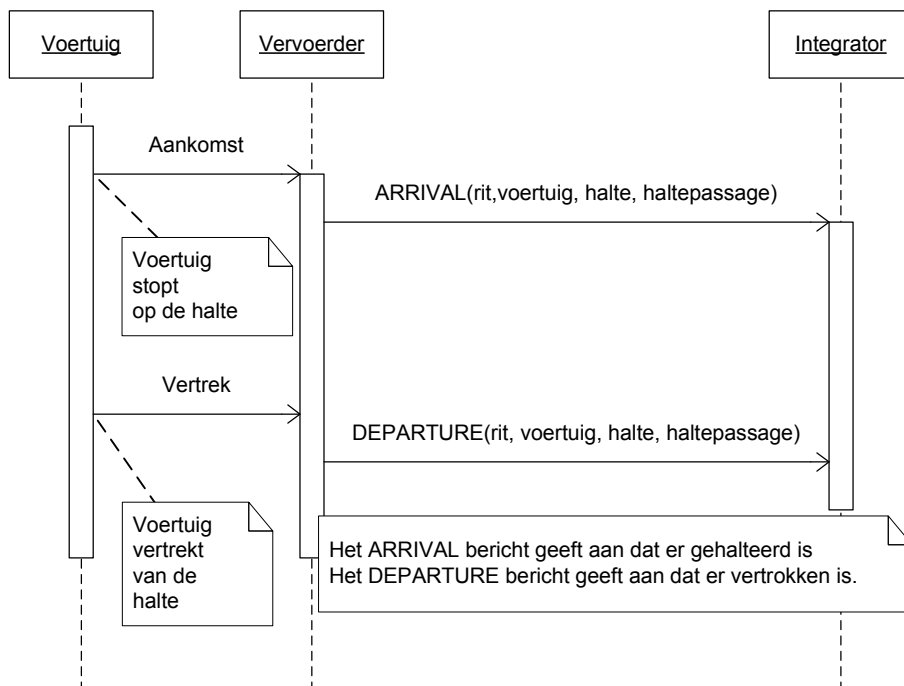 Voertuig
Vervoerder
Integrator
Aankomst
ARRIVAL(rit,voertuig, halte, haltepassage)
Voertuig
stopt
op de halte
Vertrek
DEPARTURE(rit, voertuig, halte, haltepassage)
Voertuig
vertrekt
van de
halte
Het ARRIVAL bericht geeft aan dat er gehalteerd is
Het DEPARTURE bericht geeft aan dat er vertrokken is.